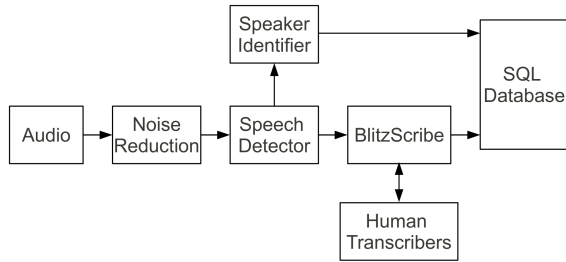 Speaker
Identifier
SQL
Database
Audio
Noise
Reduction
Speech
Detector
BlitzScribe
Human
Transcribers